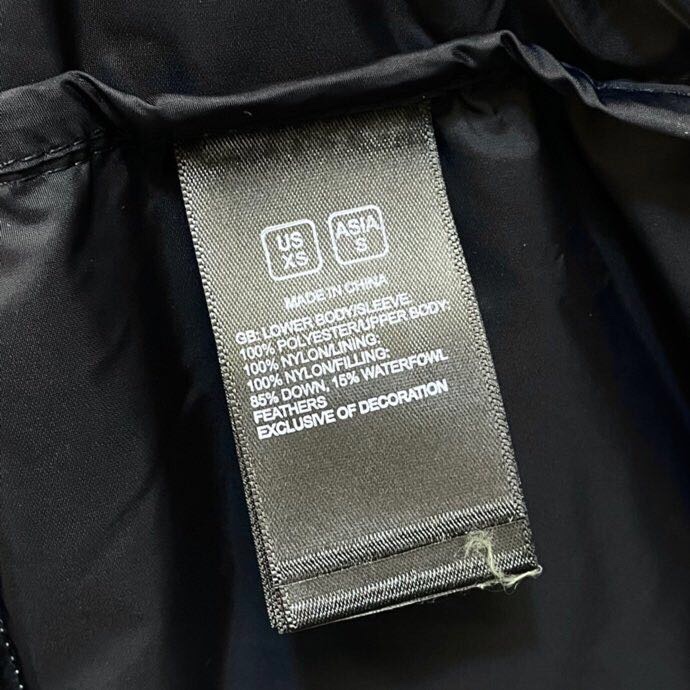 US
XS
ASIA
S
MADE IN CHINA
GB: LOWER BODY/SLEEVE
100% POLYESTER/UPPER BODY:
100% NYLON/LINING:
100% NYLON/FILLING:
85% DOWN, 15% WATERFOWL
FEATHERS
EXCLUSIVE OF DECORATION